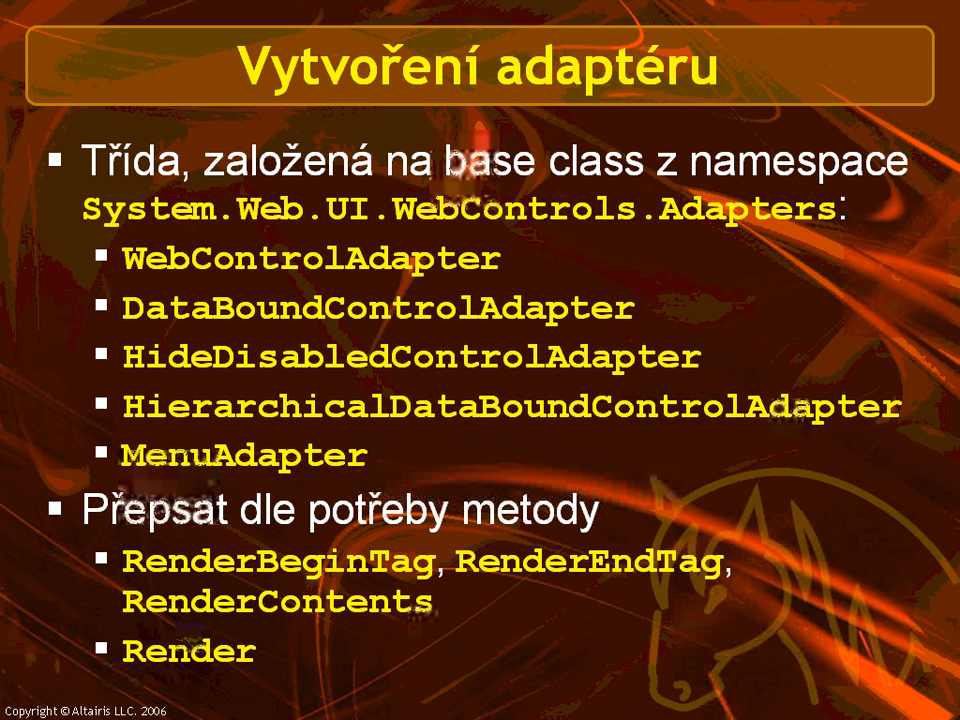 Vytvoření adaptéru
▪ Třída, založená na base class z namespace
System.Web.UI.WebControls.Adapters:
▪ WebControlAdapter
▪ DataBoundControlAdapter
▪ HideDisabledControlAdapter
▪ HierarchicalDataBoundControlAdapter
▪ MenuAdapter
▪ Přepsat dle potřeby metody
▪ RenderBeginTag, RenderEndTag,
RenderContents
▪ Render
Copyright © Altairis LLC. 2006